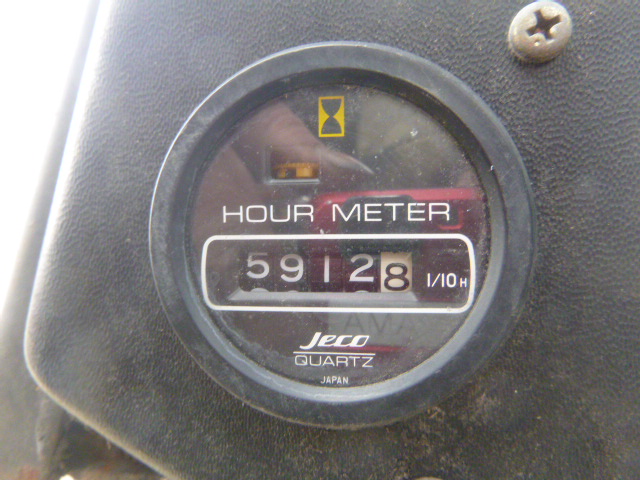 HOUR METER
59128 1/10H
Jeco
QUARTZ
JAPAN